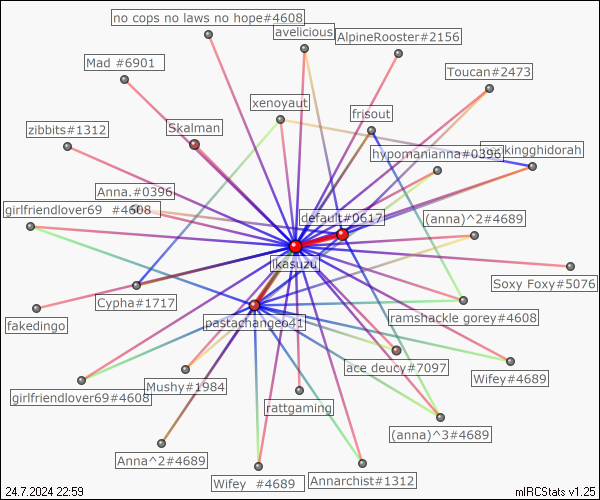 no cops no laws no hope#4608
avelicious
AlpineRooster#2156
Mad #6901
Toucan#2473
xenoyaut
frisout
zibbits#1312
Skalman
hypomanianna#0396
ckingghidorah
Anna.#0396
girlfriendlover69 #4608
default#0617
(anna)^2#4689
ikasuzu
Soxy Foxy#5076
Cypha#1717
ramshackle gorey#4608
fakedingo
pastachangeo41
ace deucy#7097
Wifey#4689
Mushy#1984
girlfriendlover69#4608
rattgaming
(anna)^3#4689
Anna^2#4689
Wifey #4689
Annarchist#1312
24.7.2024 22:59
mIRCStats v1.25